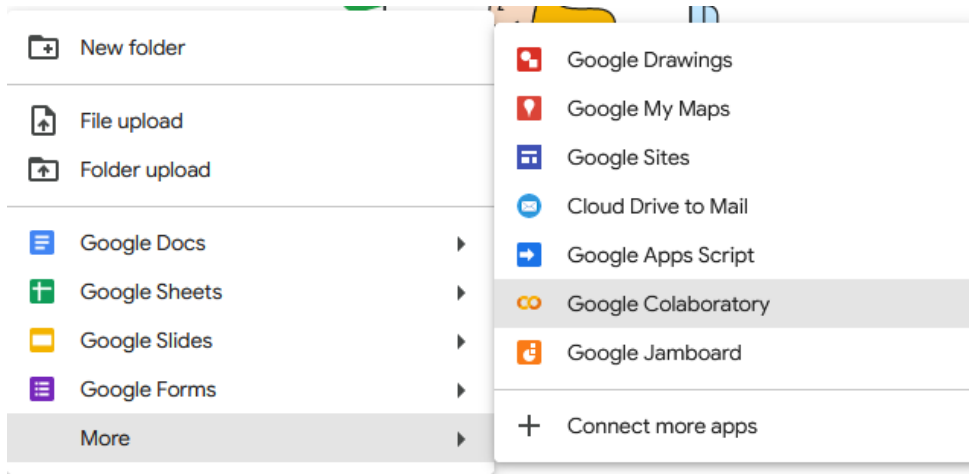 New folder
File upload
Folder upload
Google Docs
Google Sheets
Google Slides
Google Forms
More
Google Drawings
Google My Maps
Google Sites
Cloud Drive to Mail
Google Apps Script
Google Colaboratory
Google Jamboard
Connect more apps